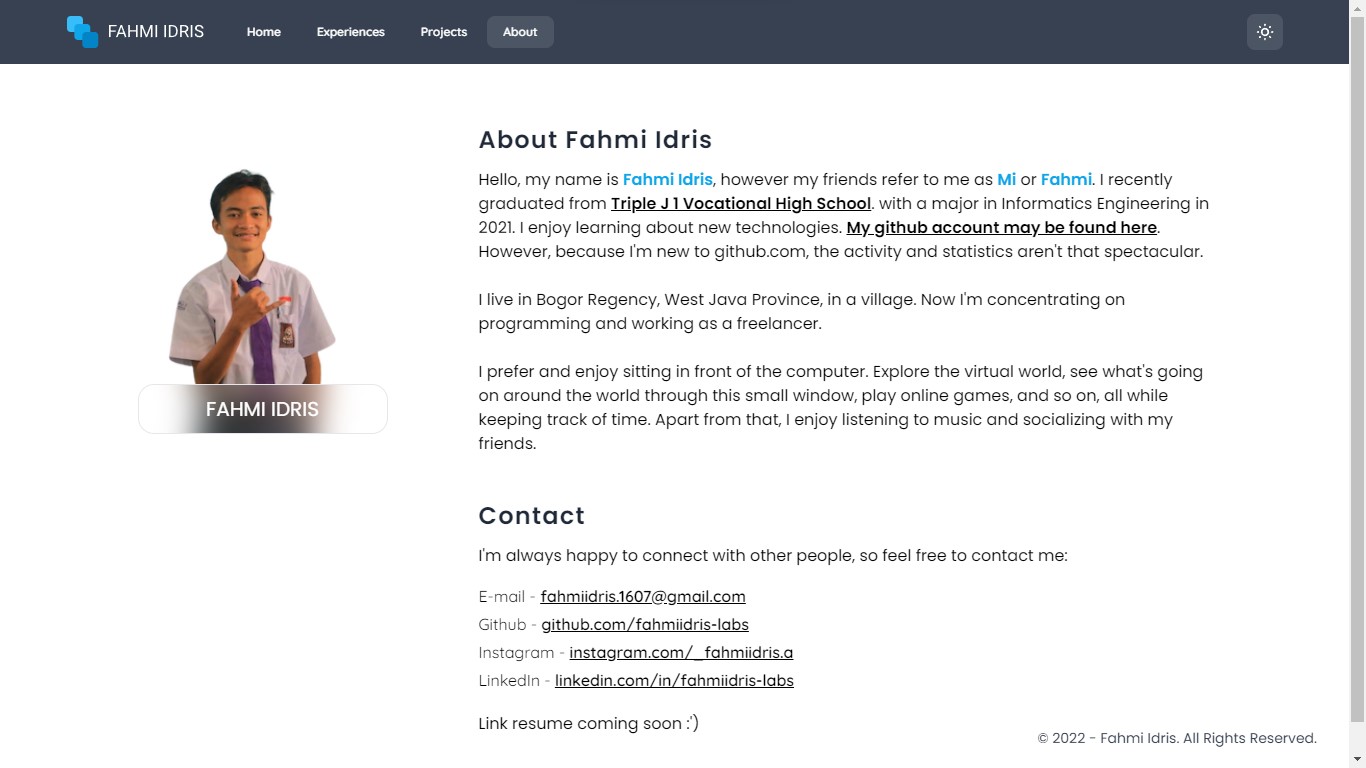 FAHMI IDRIS
Home
Experiences
Projects
About
About Fahmi Idris
Hello, my name is Fahmi Idris, however my friends refer to me as Mi or Fahmi. I recently
graduated from Triple J 1 Vocational High School. with a major in Informatics Engineering in
2021. I enjoy learning about new technologies. My github account may be found here.
However, because I'm new to github.com, the activity and statistics aren't that spectacular.
I live in Bogor Regency, West Java Province, in a village. Now I'm concentrating on
programming and working as a freelancer.
I prefer and enjoy sitting in front of the computer. Explore the virtual world, see what's going
on around the world through this small window, play online games, and so on, all while
keeping track of time. Apart from that, I enjoy listening to music and socializing with my
friends.
FAHMI IDRIS
Contact
I'm always happy to connect with other people, so feel free to contact me:
E-mail - fahmiidris.1607@gmail.com
Github - github.com/fahmiidris-labs
Instagram - instagram.com/_fahmiidris.a
LinkedIn - linkedin.com/in/fahmiidris-labs
Link resume coming soon :')
© 2022 - Fahmi Idris. All Rights Reserved.